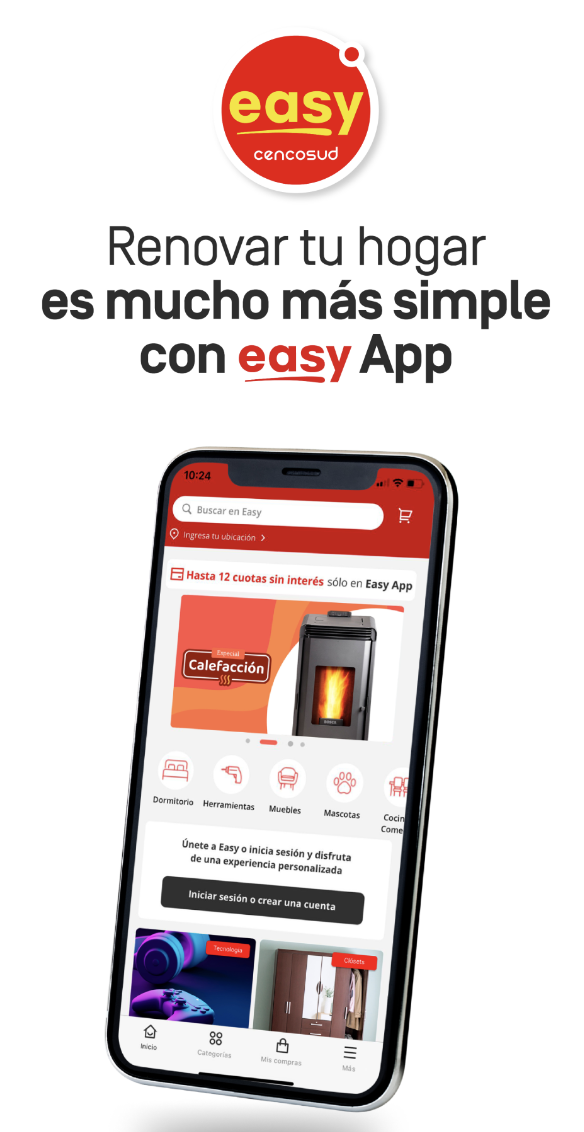 easy
cencosud
Renovar tu hogar
es mucho más simple
con easy App
10:24
Buscar en Easy
Ingresa tu ubicación
Hasta 12 cuotas sin interés sólo en Easy App
Especial
Calefacción
Dormitorio
Herramientas
Muebles
Mascotas
Cocin
Come
Únete a Easy o inicia sesión y disfruta
de una experiencia personalizada
Iniciar sesión o crear una cuenta
Tecnología
Clósets
Inicio
Categorías
Mis compras
Más